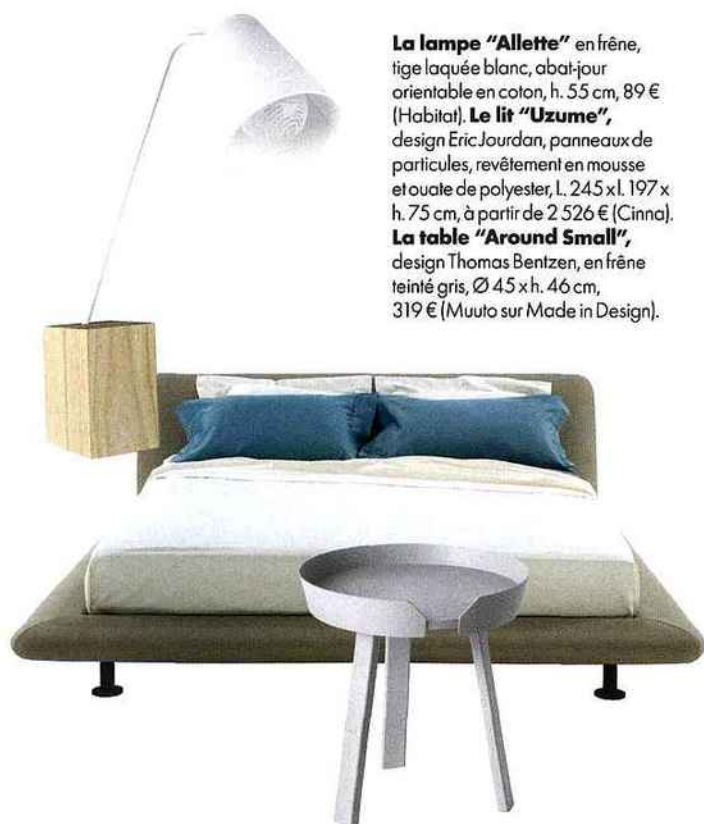 La lampe "Allette" en frêne,
tige laquée blanc, abat-jour
orientable en coton, h. 55 cm, 89 €
(Habitat). Le lit "Uzume",
design Eric Jourdan, panneaux de
particules, revêtement en mousse
et ouate de polyester, L. 245 x l. 197 x
h. 75 cm, à partir de 2 526 € (Cinna).
La table "Around Small",
design Thomas Bentzen, en frêne
teinté gris, Ø 45 x h. 46 cm,
319 € (Muuto sur Made in Design).